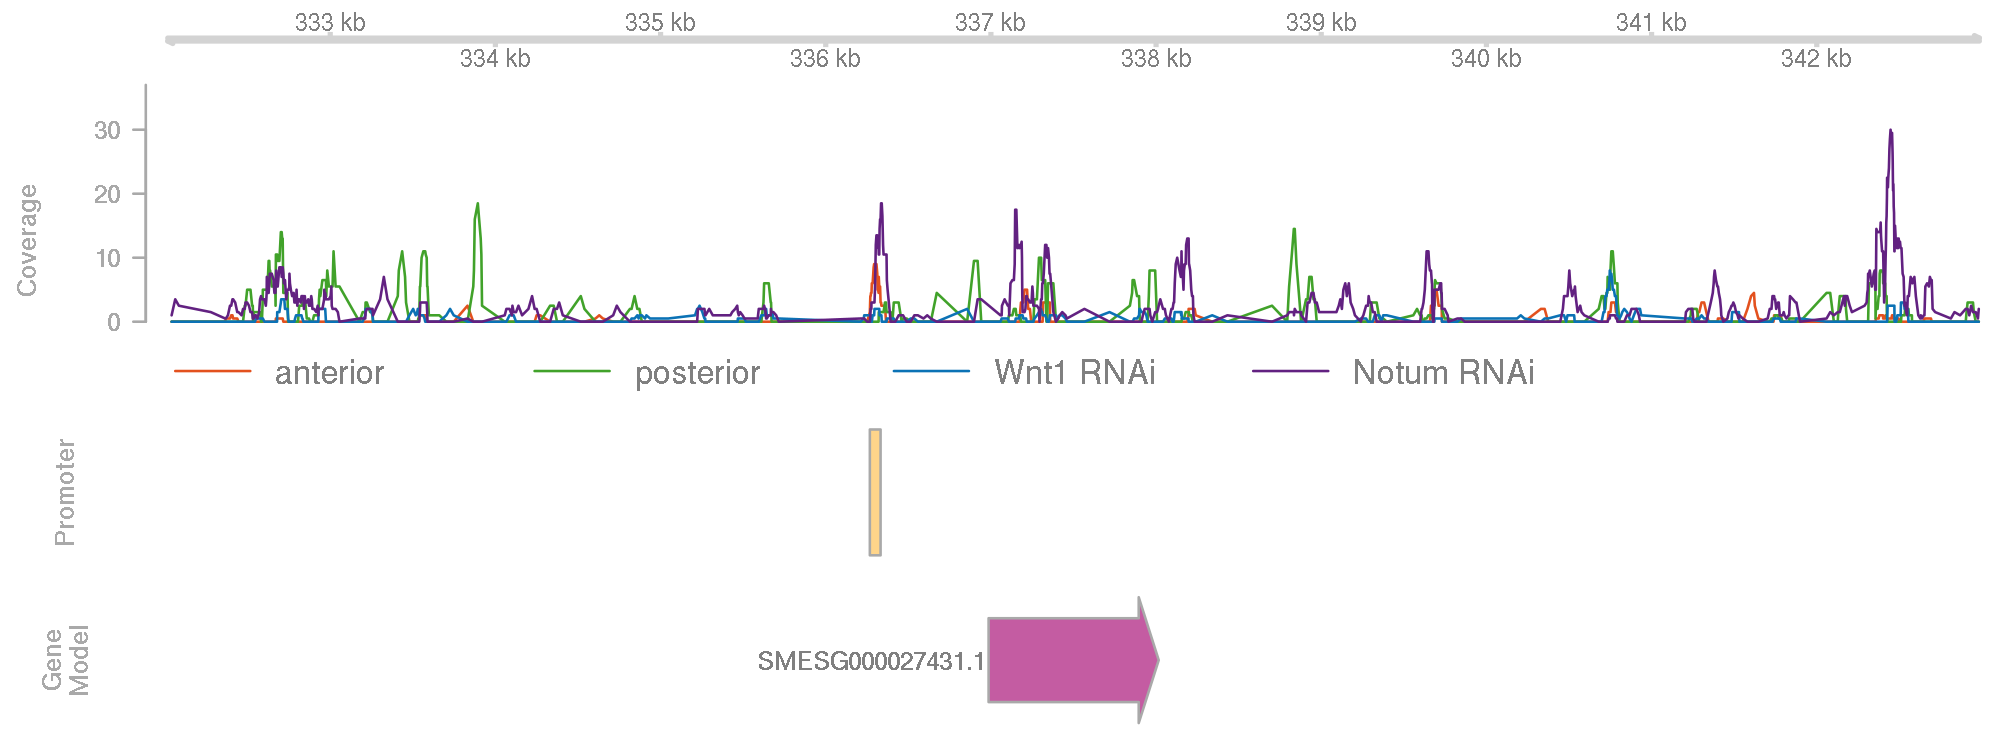 333 kb 335 kb 337 kb 339 kb 341 kb
334 kb 336 kb 338 kb 340 kb 342 kb
Coverage
30
20
10
0
anterior posterior Wnt1 RNAi Notum RNAi
Promoter
Gene
Model
SMESG000027431.1